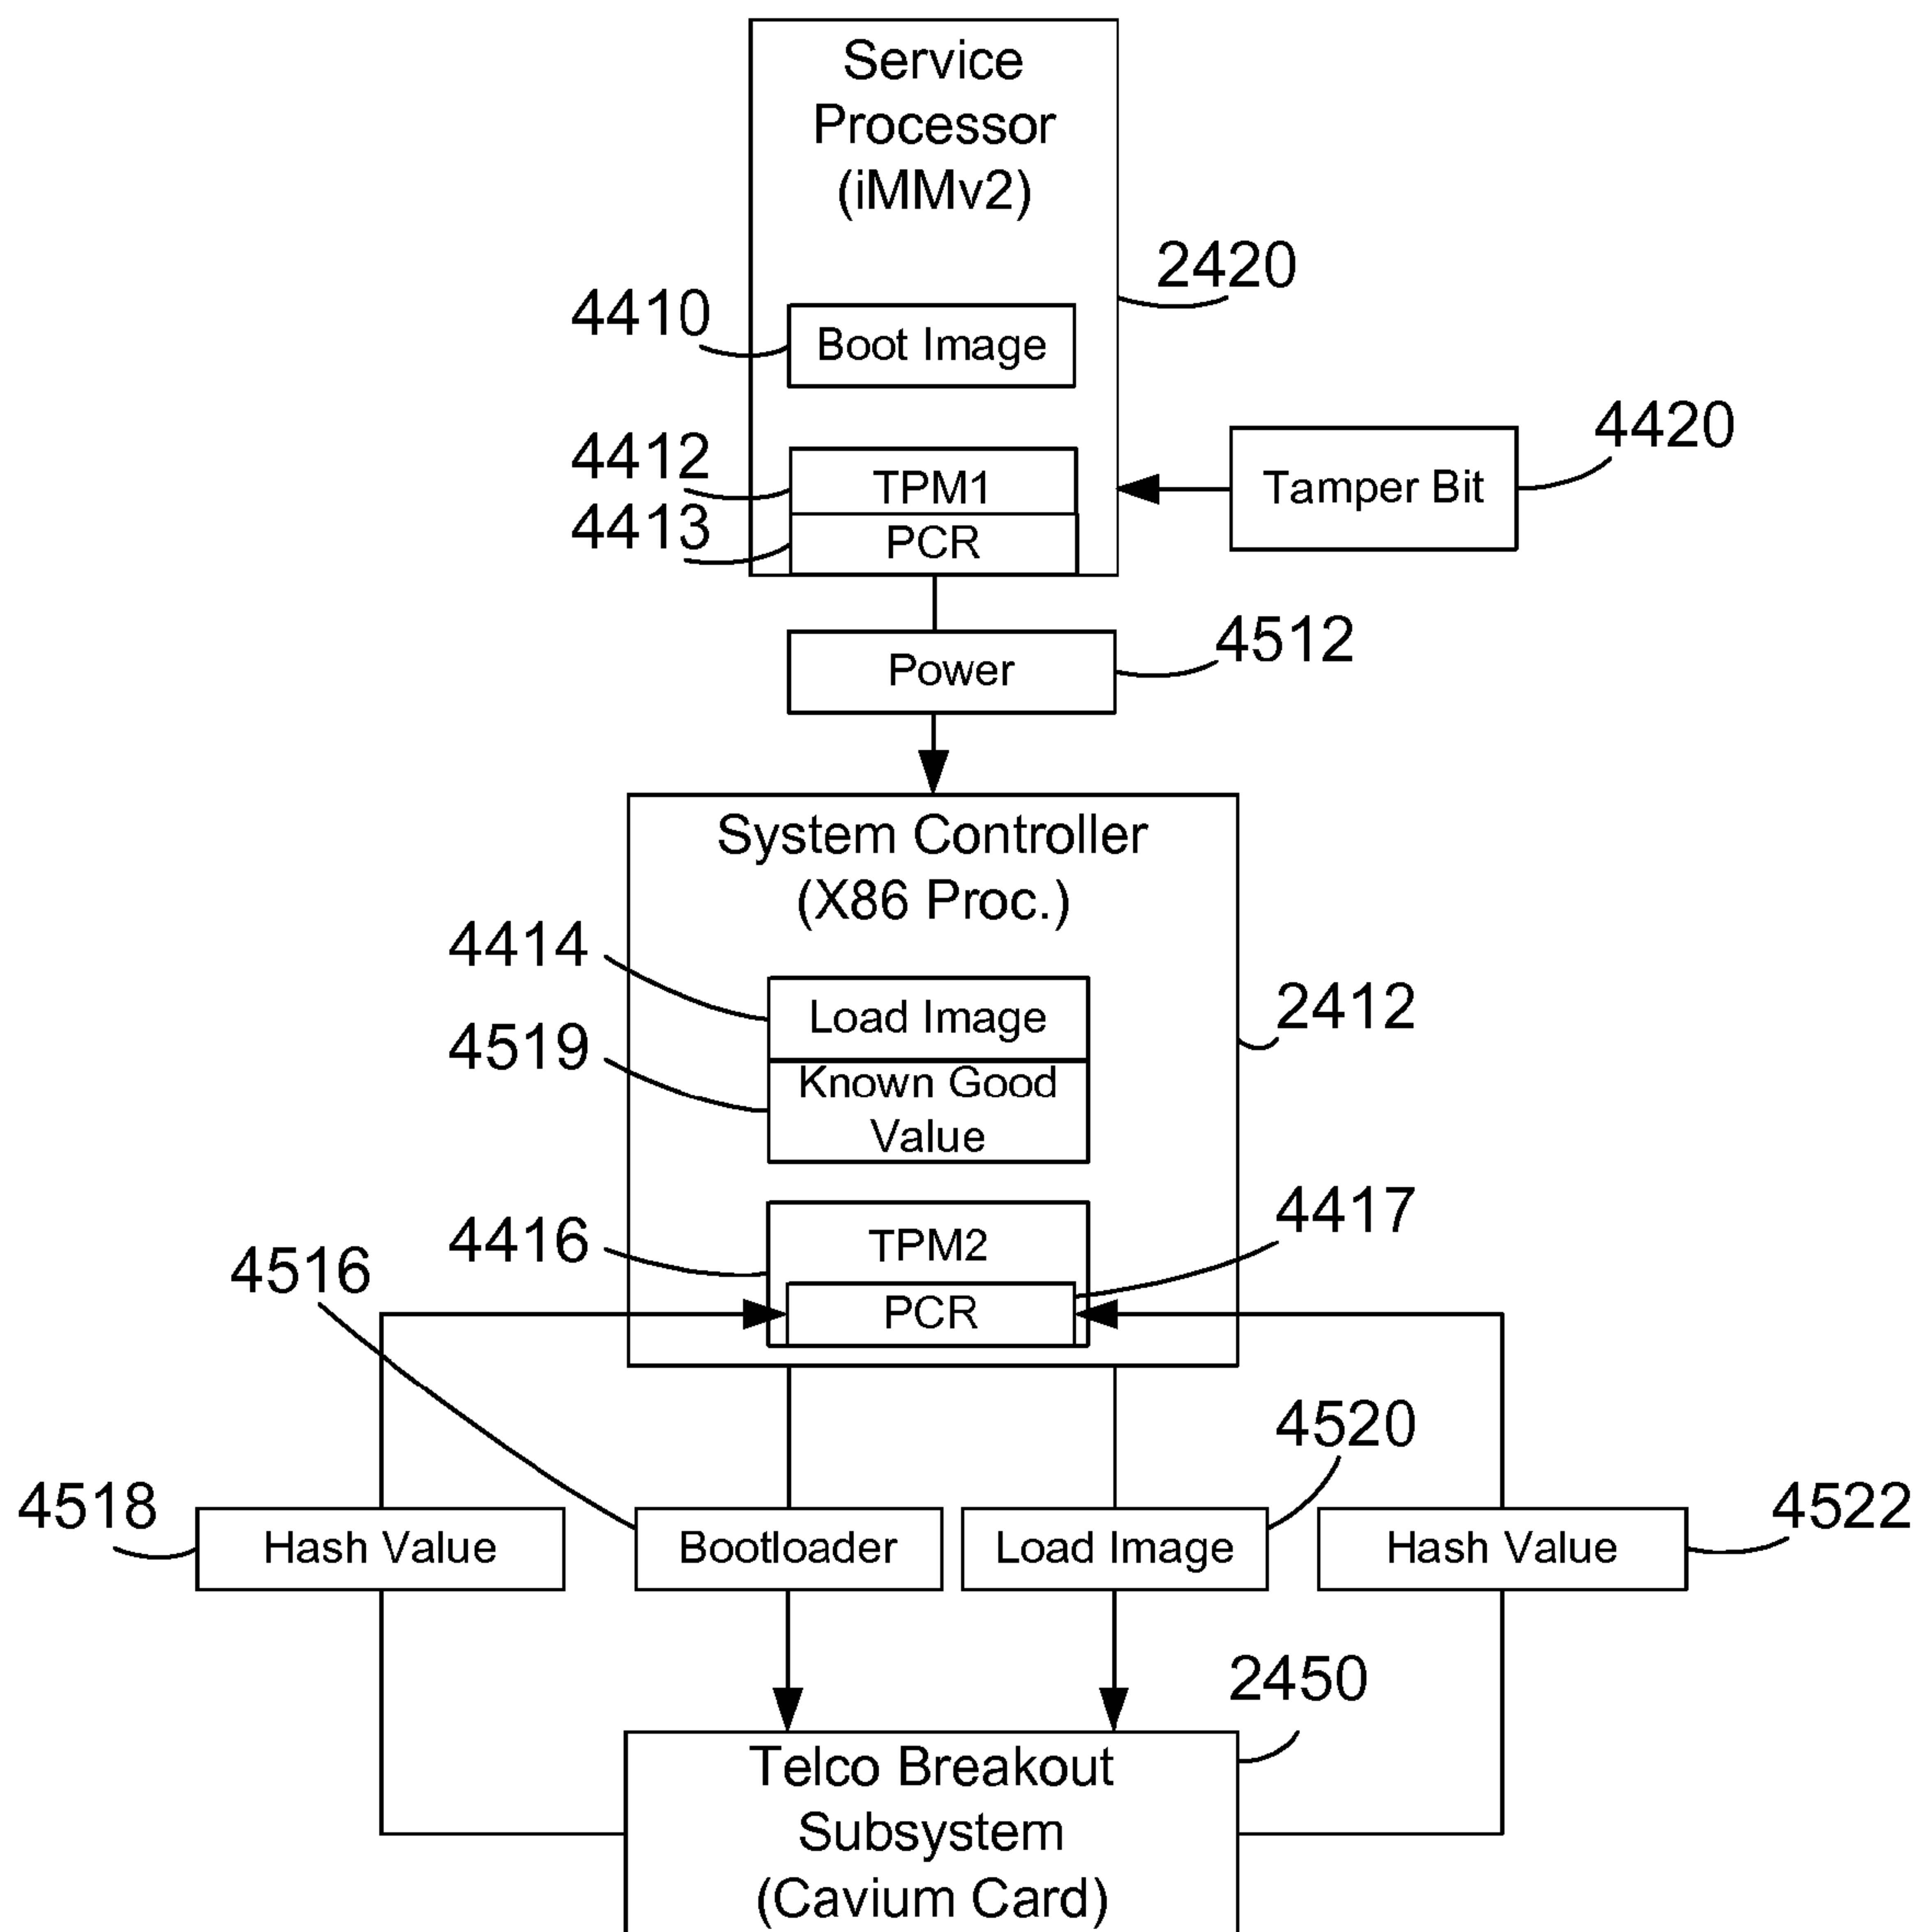 Service
Processor
(iMMv2)
2420
4410
Boot Image
4420
4412
TPM1
Tamper Bit
4413
PCR
4512
Power
System Controller
(X86 Proc.)
4414
Load Image
2412
4519
Known Good
Value
4417
4416
TPM2
4516
PCR
4520
4518
Hash Value
Bootloader
Load Image
Hash Value
4522
2450
Telco Breakout
Subsystem
(Cavium Card)